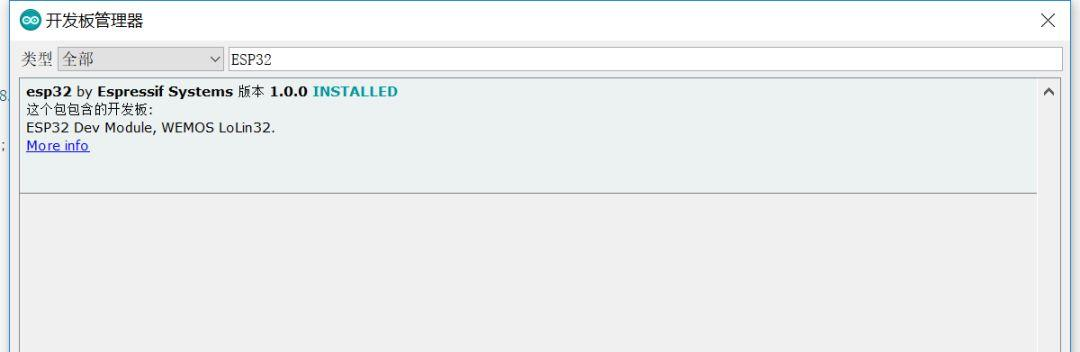 开发板管理器
类型 全部 ESP32
esp32 by Espressif Systems 版本 1.0.0 INSTALLED
这个包包含的开发板:
ESP32 Dev Module, WEMOS LoLin32.
More info